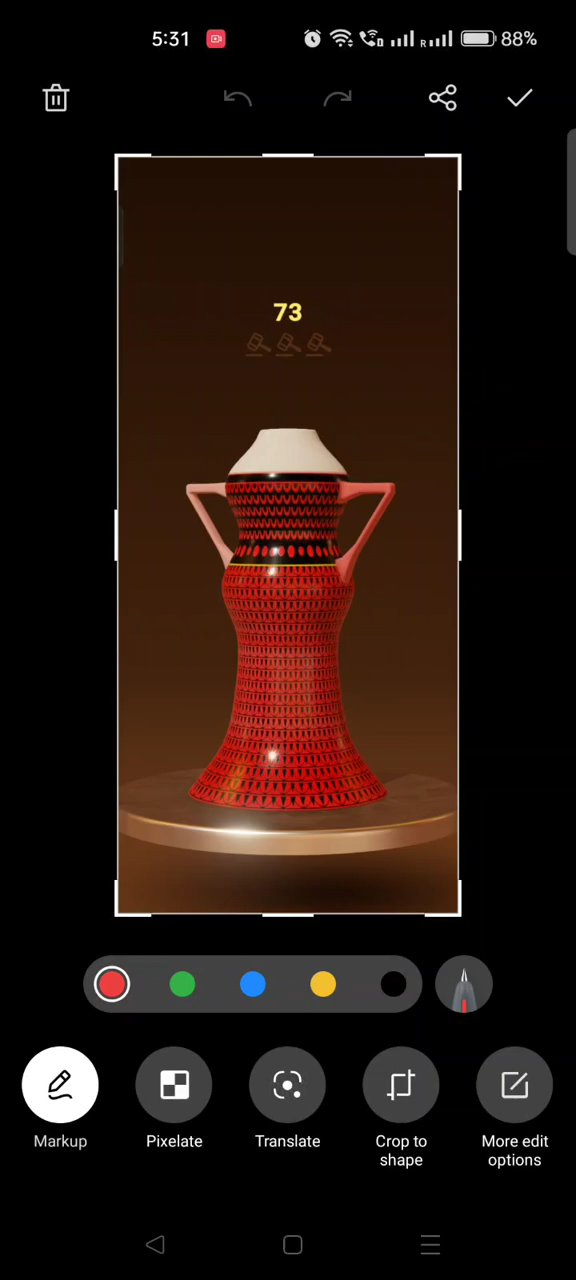 5:31
R
88%
73
Markup
Pixelate
Translate
Crop to
shape
More edit
options